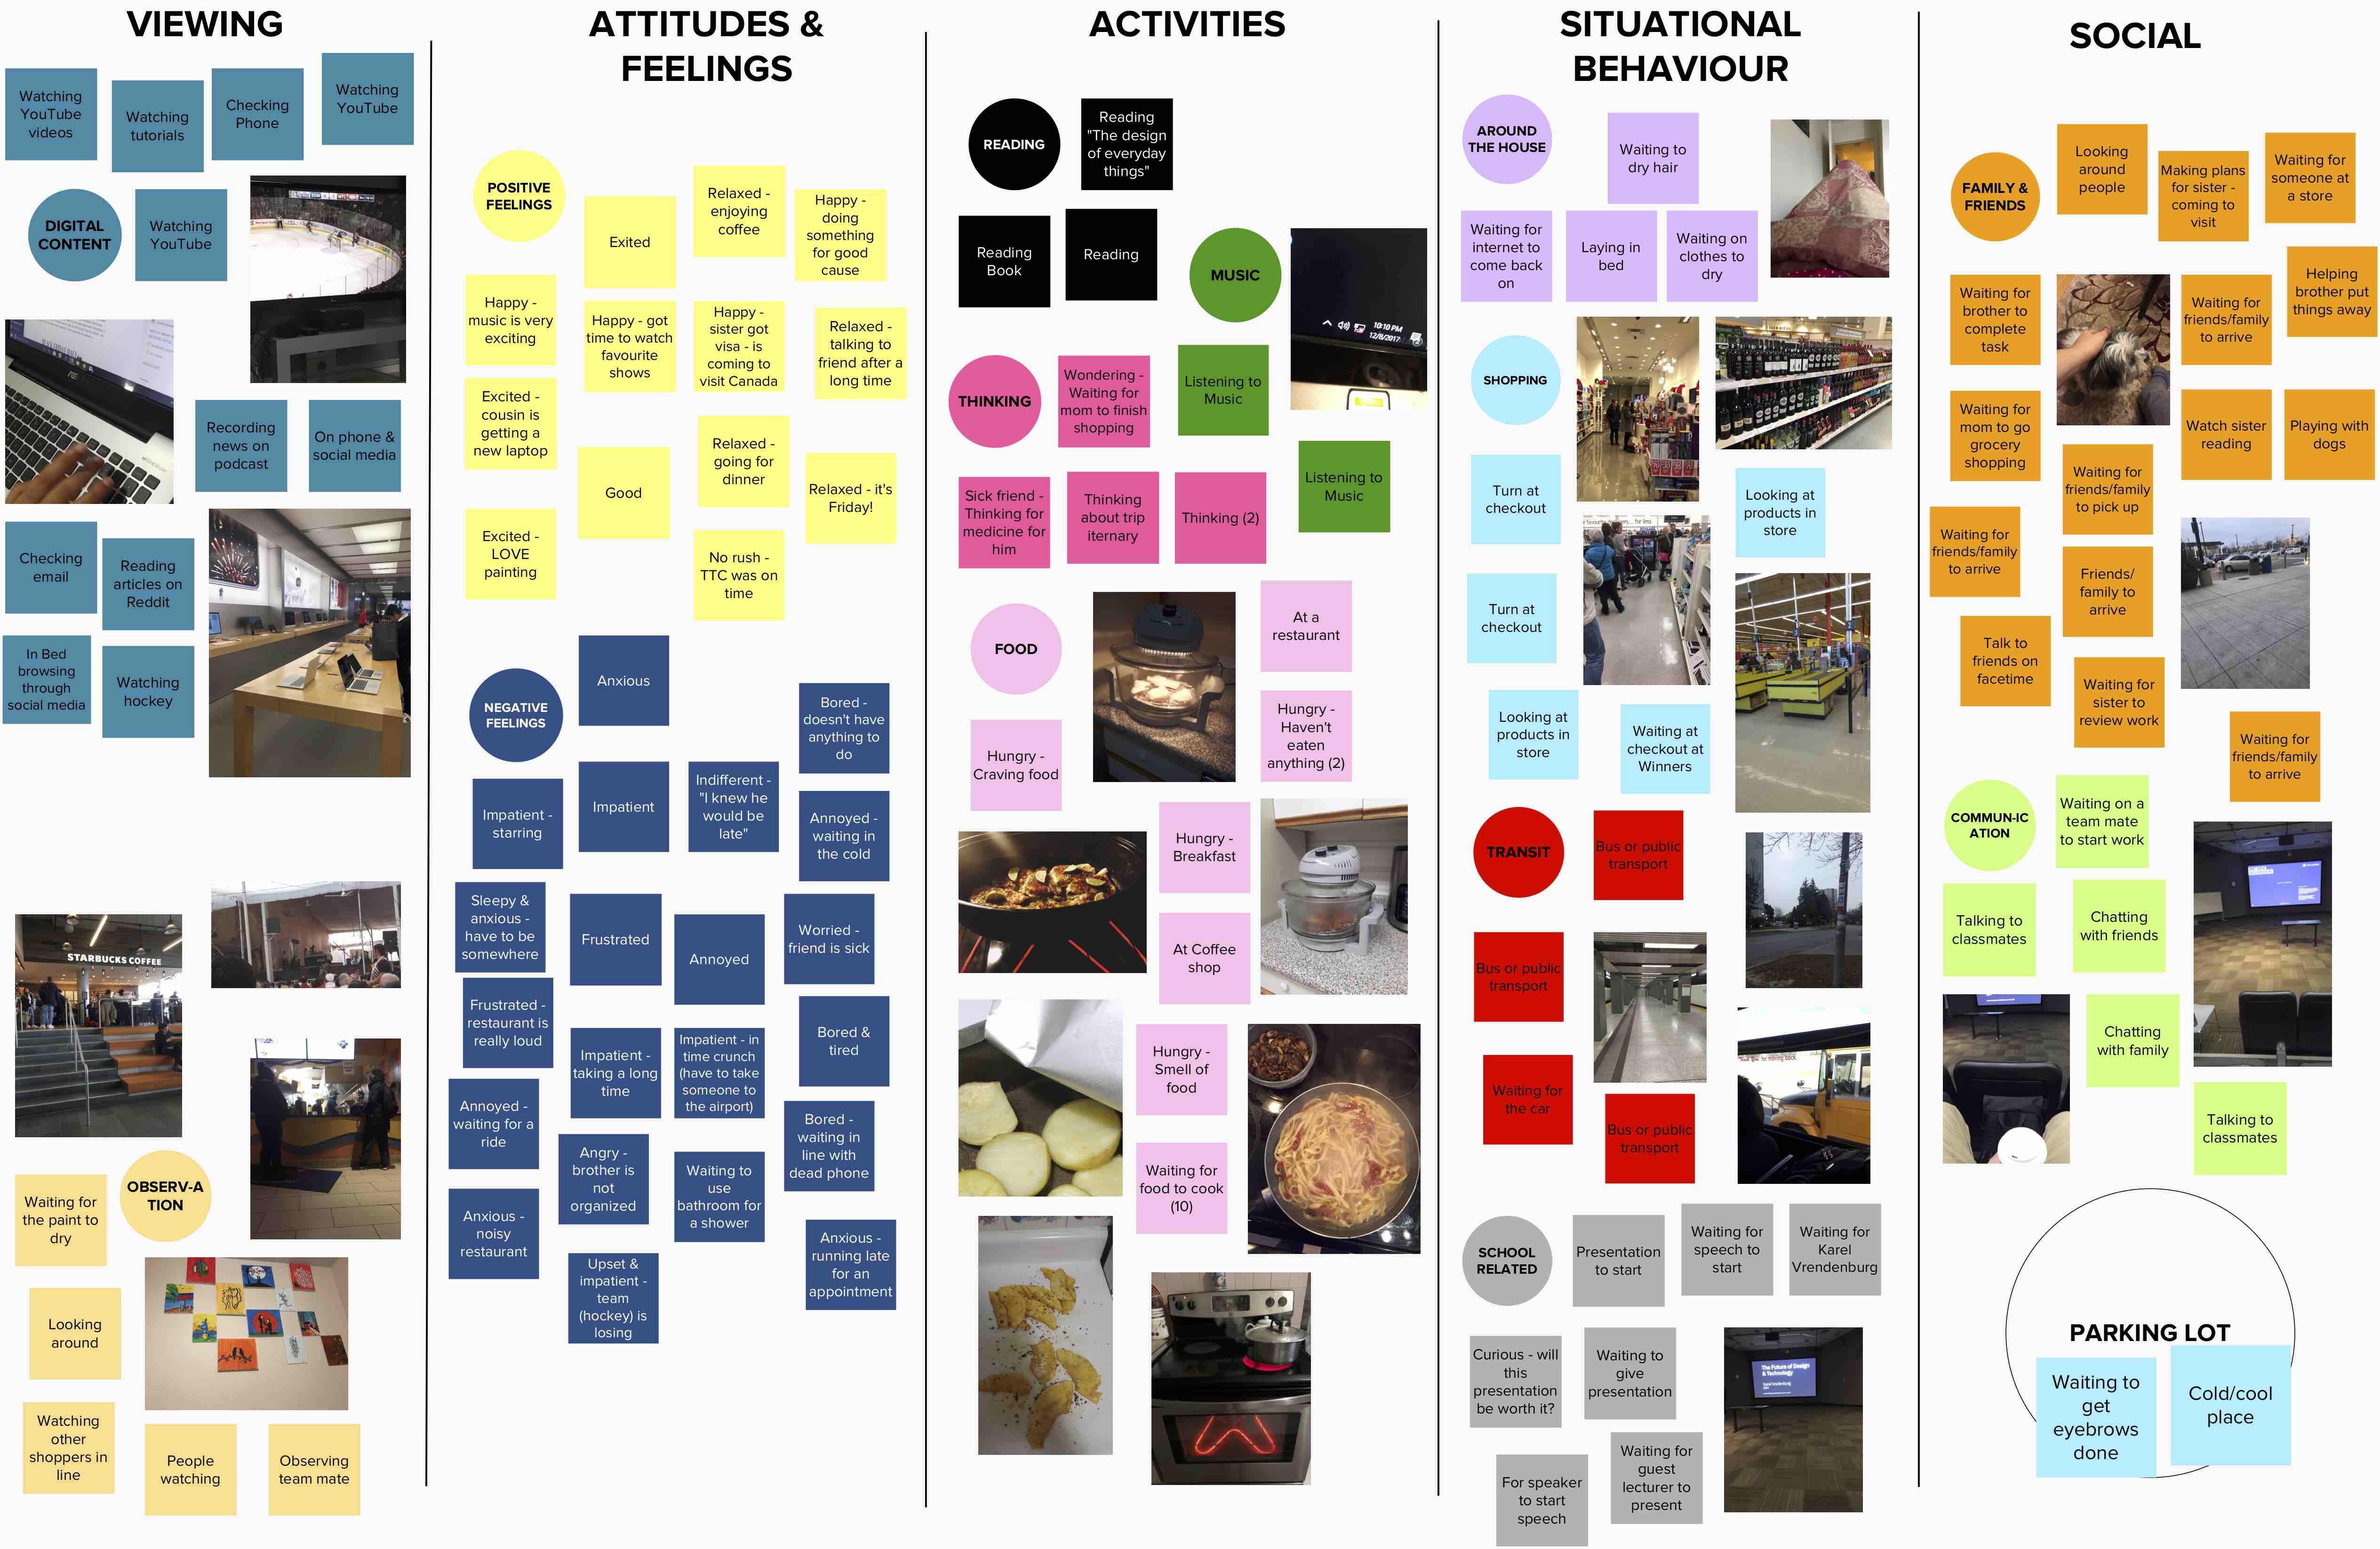 VIEWING
Watching
YouTube
videos
Watching
tutorials
Checking
Phone
Watching
YouTube
DIGITAL
CONTENT
Watching
YouTube
Recording
news on
podcast
On phone &
social media
Checking
email
Reading
articles on
Reddit
In Bed
browsing
through
social media
Watching
hockey
STARBUCKS COFFEE
OBSERV-A
TION
Waiting for
the paint to
dry
Looking
around
Watching
other
shoppers in
line
People
watching
Observing
team mate
ATTITUDES &
FEELINGS
POSITIVE
FEELINGS
Exited
Relaxed -
enjoying
coffee
Happy -
doing
something
for good
cause
Happy -
music is very
exciting
Happy - got
time to watch
favourite
shows
Happy -
sister got
visa - is
coming to
visit Canada
Relaxed -
talking to
friend after a
long time
Excited -
cousin is
getting a
new laptop
Good
Relaxed -
going for
dinner
Relaxed - it's
Friday!
Excited -
LOVE
painting
No rush -
TTC was on
time
NEGATIVE
FEELINGS
Anxious
Bored -
doesn't have
anything to
do
Impatient -
starring
Impatient
Indifferent -
"I knew he
would be
late"
Annoyed -
waiting in
the cold
Sleepy &
anxious -
have to be
somewhere
Frustrated
Annoyed
Worried -
friend is sick
Frustrated -
restaurant is
really loud
Impatient -
taking a long
time
Impatient - in
time crunch
(have to take
someone to
the airport)
Bored &
tired
Annoyed -
waiting for a
ride
Angry -
brother is
not
organized
Waiting to
use
bathroom for
a shower
Bored -
waiting in
line with
dead phone
Anxious -
noisy
restaurant
Upset &
impatient -
team
(hockey) is
losing
Anxious -
running late
for an
appointment
ACTIVITIES
READING
Reading
"The design
of everyday
things"
Reading
Book
Reading
MUSIC
10:10 PM
12/8/2017
Listening to
Music
Listening to
Music
THINKING
Wondering -
Waiting for
mom to finish
shopping
Sick friend -
Thinking for
medicine for
him
Thinking
about trip
iternary
Thinking (2)
FOOD
At a
restaurant
Hungry -
Craving food
Hungry -
Haven't
eaten
anything (2)
Hungry -
Breakfast
At Coffee
shop
Hungry -
Smell of
food
Waiting for
food to cook
(10)
SITUATIONAL
BEHAVIOUR
AROUND
THE HOUSE
Waiting to
dry hair
Waiting for
internet to
come back
on
Laying in
bed
Waiting on
clothes to
dry
SHOPPING
Turn at
checkout
Looking at
products in
store
Turn at
checkout
Looking at
products in
store
Waiting at
checkout at
Winners
TRANSIT
Bus or public
transport
Bus or public
transport
for moving back.
Waiting for
the car
Bus or public
transport
SCHOOL
RELATED
Presentation
to start
Waiting for
speech to
start
Waiting for
Karel
Vrendenburg
Curious - will
this
presentation
be worth it?
Waiting to
give
presentation
The Future of Design
& Technology
For speaker
to start
speech
Waiting for
guest
lecturer to
present
SOCIAL
FAMILY &
FRIENDS
Looking
around
people
Making plans
for sister -
coming to
visit
Waiting for
someone at
a store
Waiting for
brother to
complete
task
Waiting for
friends/family
to arrive
Helping
brother put
things away
Waiting for
mom to go
grocery
shopping
Watch sister
reading
Playing with
dogs
Waiting for
friends/family
to pick up
Waiting for
friends/family
to arrive
Friends/
family to
arrive
Talk to
friends on
facetime
Waiting for
sister to
review work
Waiting for
friends/family
to arrive
COMMUN-IC
ATION
Waiting on a
team mate
to start work
Talking to
classmates
Chatting
with friends
Chatting
with family
Talking to
classmates
PARKING LOT
Waiting to
get
eyebrows
done
Cold/cool
place